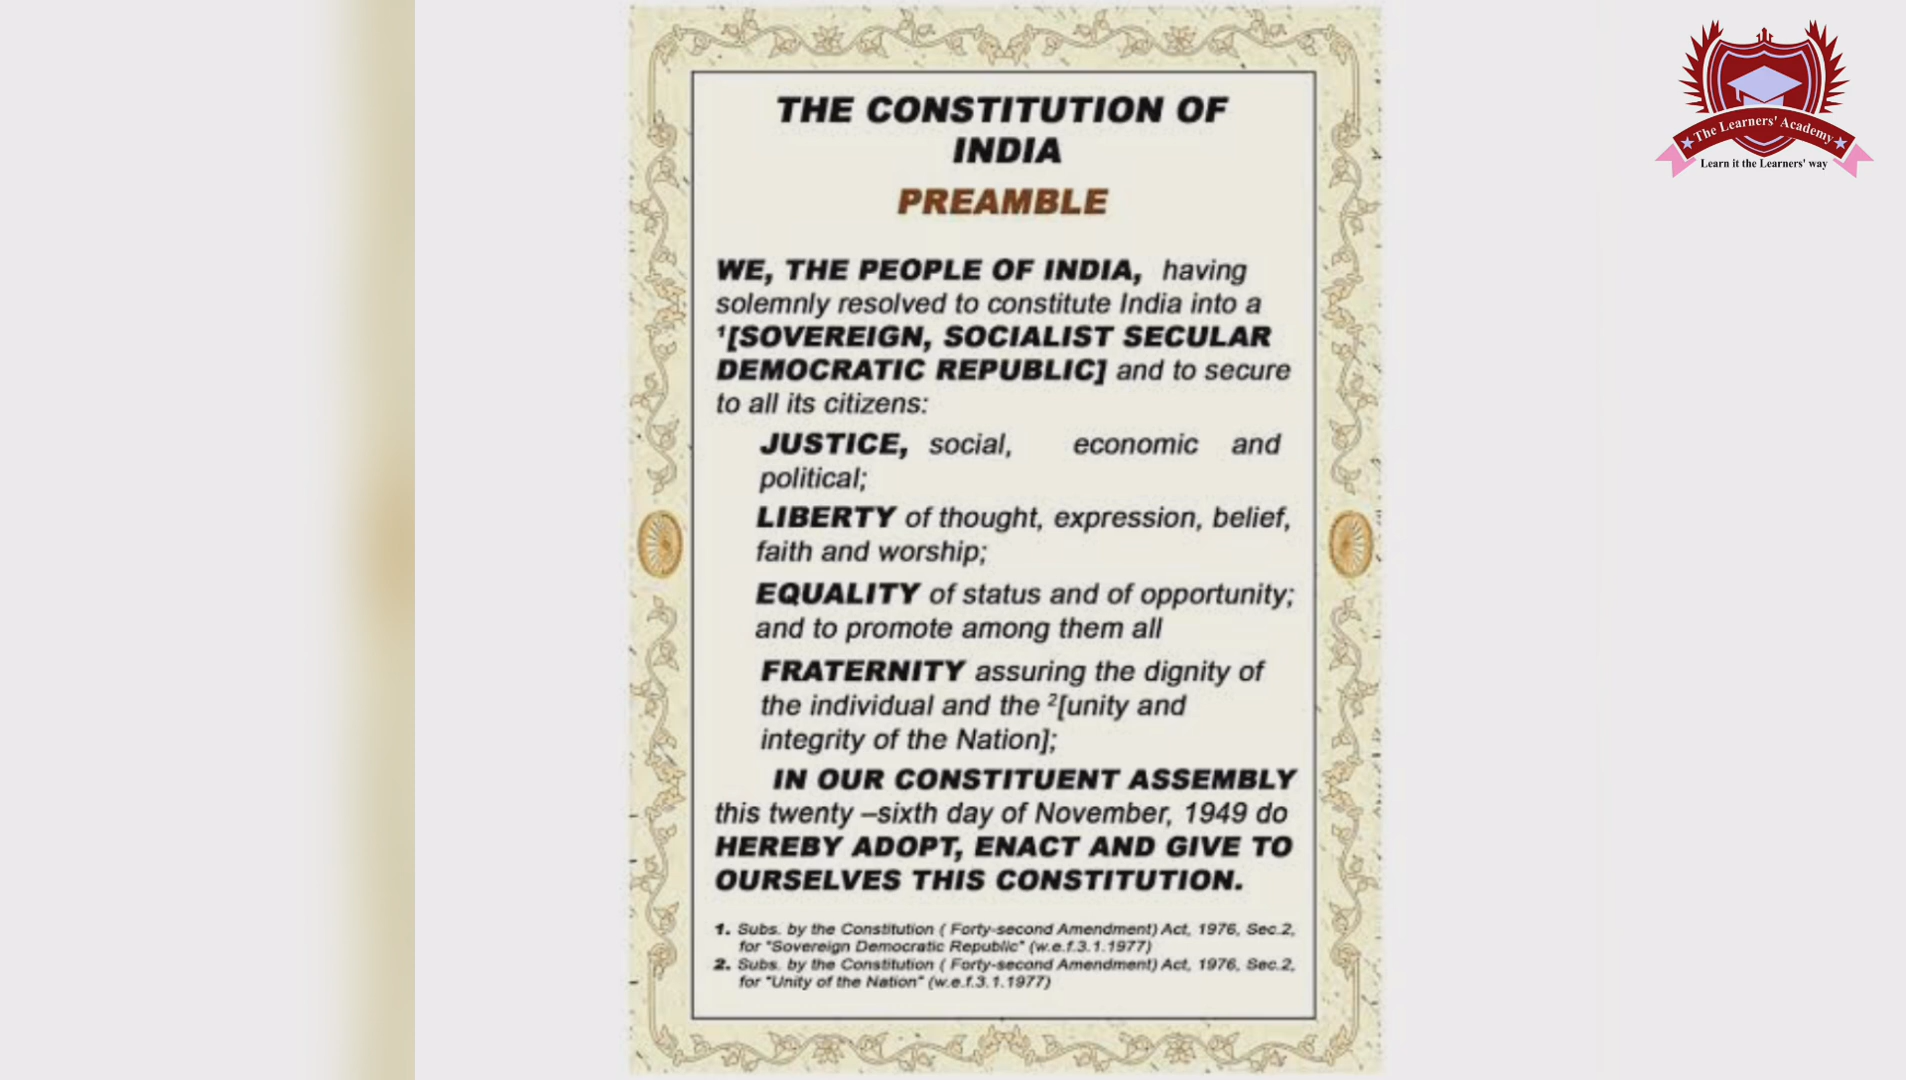 THE CONSTITUTION OF
INDIA
PREAMBLE
WE, THE PEOPLE OF INDIA, having
solemnly resolved to constitute India into a
¹[SOVEREIGN, SOCIALIST SECULAR
DEMOCRATIC REPUBLIC] and to secure
to all its citizens:
JUSTICE, social, economic and
political;
LIBERTY of thought, expression, belief,
faith and worship;
EQUALITY of status and of opportunity;
and to promote among them all
FRATERNITY assuring the dignity of
the individual and the ²[unity and
integrity of the Nation];
IN OUR CONSTITUENT ASSEMBLY
this twenty –sixth day of November, 1949 do
HEREBY ADOPT, ENACT AND GIVE TO
OURSELVES THIS CONSTITUTION.
1. Subs. by the Constitution ( Forty-second Amendment) Act, 1976, Sec.2,
for "Sovereign Democratic Republic" (w.e.f.3.1.1977)
2. Subs. by the Constitution ( Forty-second Amendment) Act, 1976, Sec.2,
for "Unity of the Nation" (w.e.f.3.1.1977)
The Learners' Academy
Learn it the Learners' way